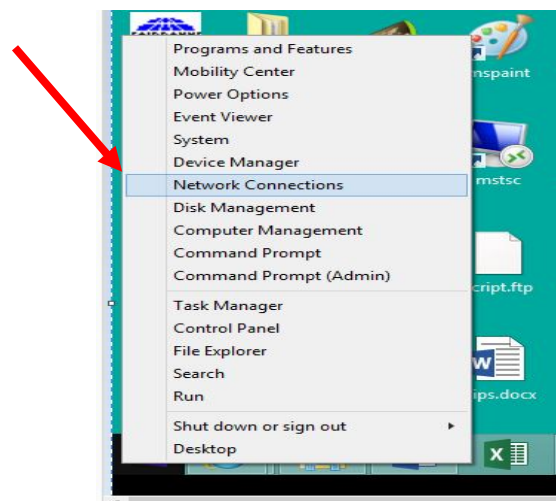 Programs and Features
Mobility Center
Power Options
Event Viewer
System
Device Manager
Network Connections
Disk Management
Computer Management
Command Prompt
Command Prompt (Admin)
Task Manager
Control Panel
File Explorer
Search
Run
Shut down or sign out
Desktop
nspaint
mstsc
cript.ftp
ips.docx